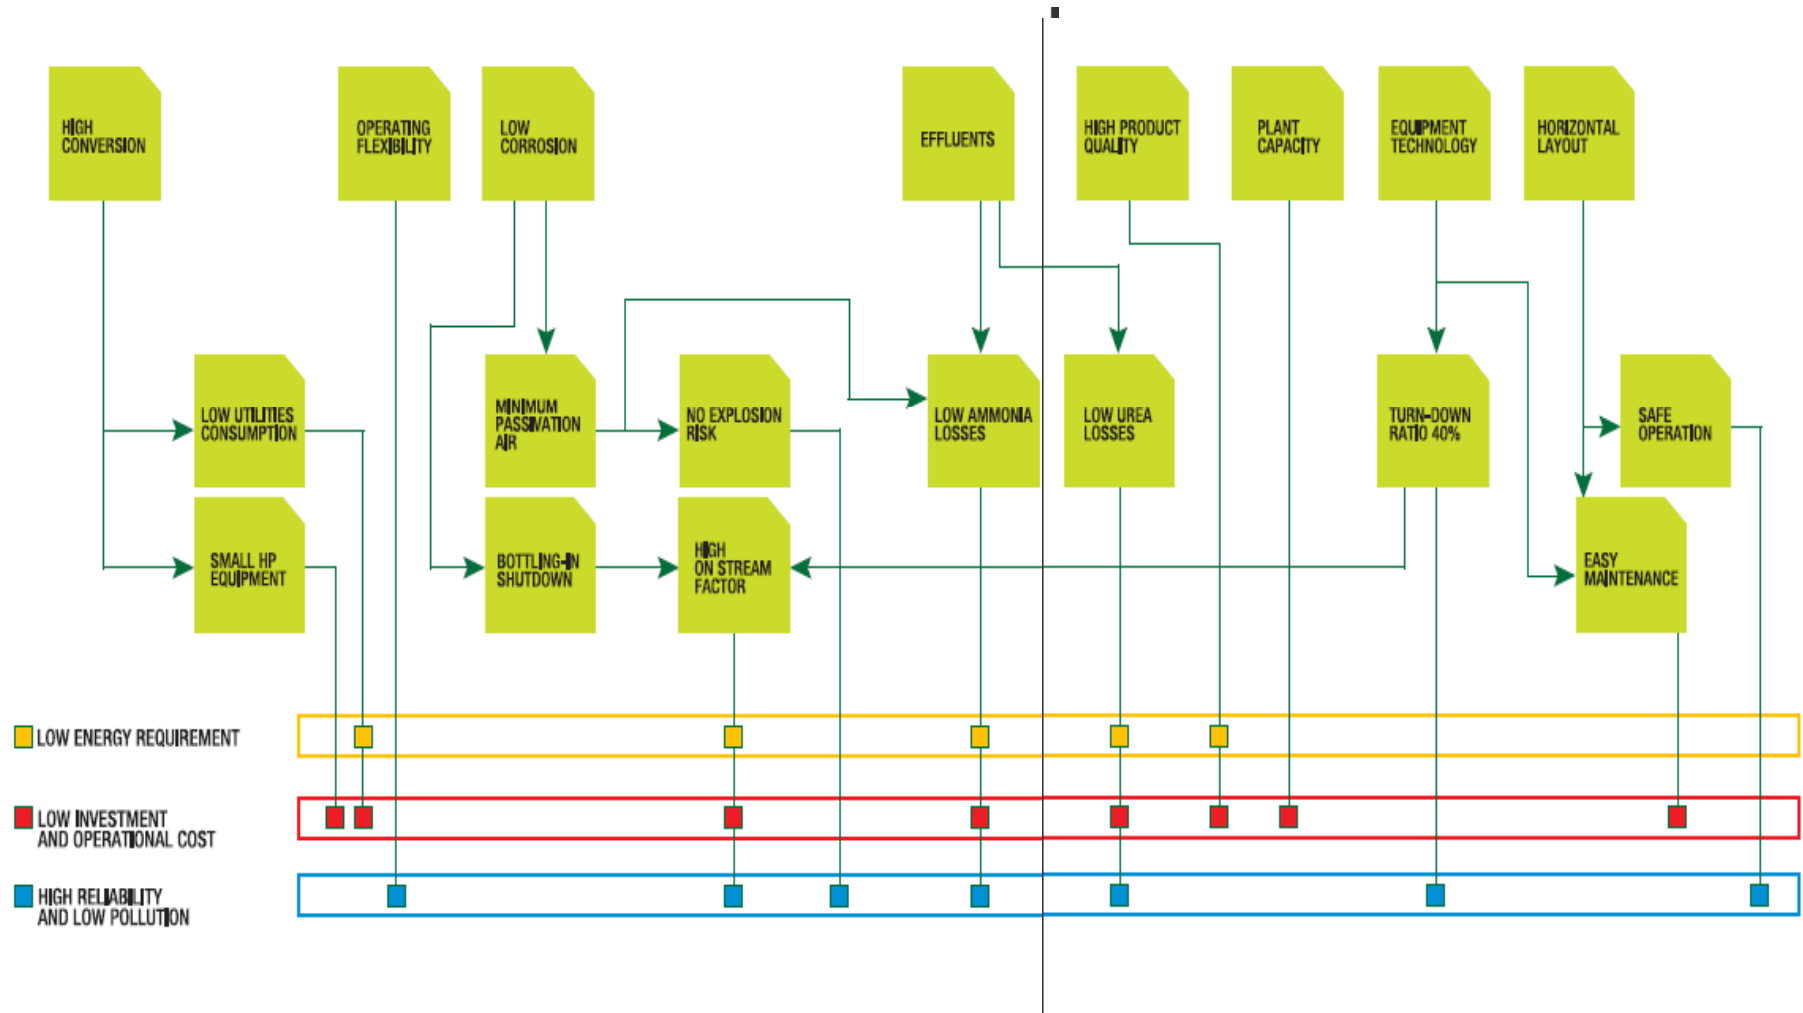 HIGH
CONVERSION
OPERATING
FLEXIBILITY
LOW
CORROSION
EFFLUENTS
HIGH PRODUCT
QUALITY
PLANT
CAPACITY
EQUIPMENT
TECHNOLOGY
HORIZONTAL
LAYOUT
LOW UTILITIES
CONSUMPTION
MINIMUM
PASSIVATION
AIR
NO EXPLOSION
RISK
LOW AMMONIA
LOSSES
LOW UREA
LOSSES
TURN-DOWN
RATIO 40%
SAFE
OPERATION
SMALL HP
EQUIPMENT
BOTTLING-IN
SHUTDOWN
HIGH
ON STREAM
FACTOR
EASY
MAINTENANCE
LOW ENERGY REQUIREMENT
LOW INVESTMENT
AND OPERATIONAL COST
HIGH RELIABILITY
AND LOW POLLUTION